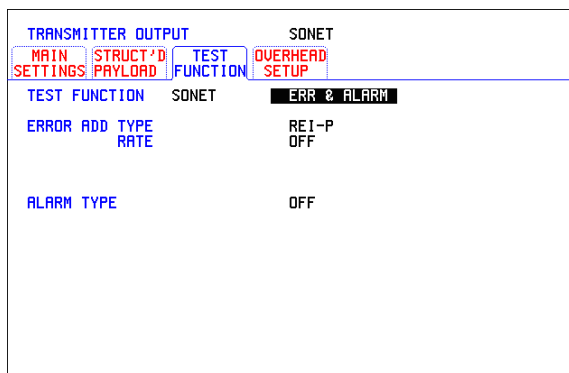 TRANSMITTER OUTPUT SONET
MAIN SETTINGS STRUCT'D PAYLOAD TEST FUNCTION OVERHEAD SETUP
TEST FUNCTION SONET ERR & ALARM
ERROR ADD TYPE REI-P
RATE OFF
ALARM TYPE OFF